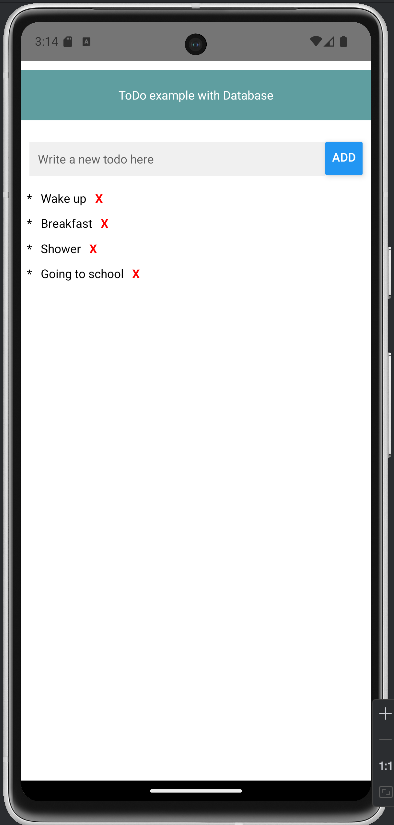 3:14
ToDo example with Database
Write a new todo here
ADD
* Wake up X
* Breakfast X
* Shower X
* Going to school X
1:1